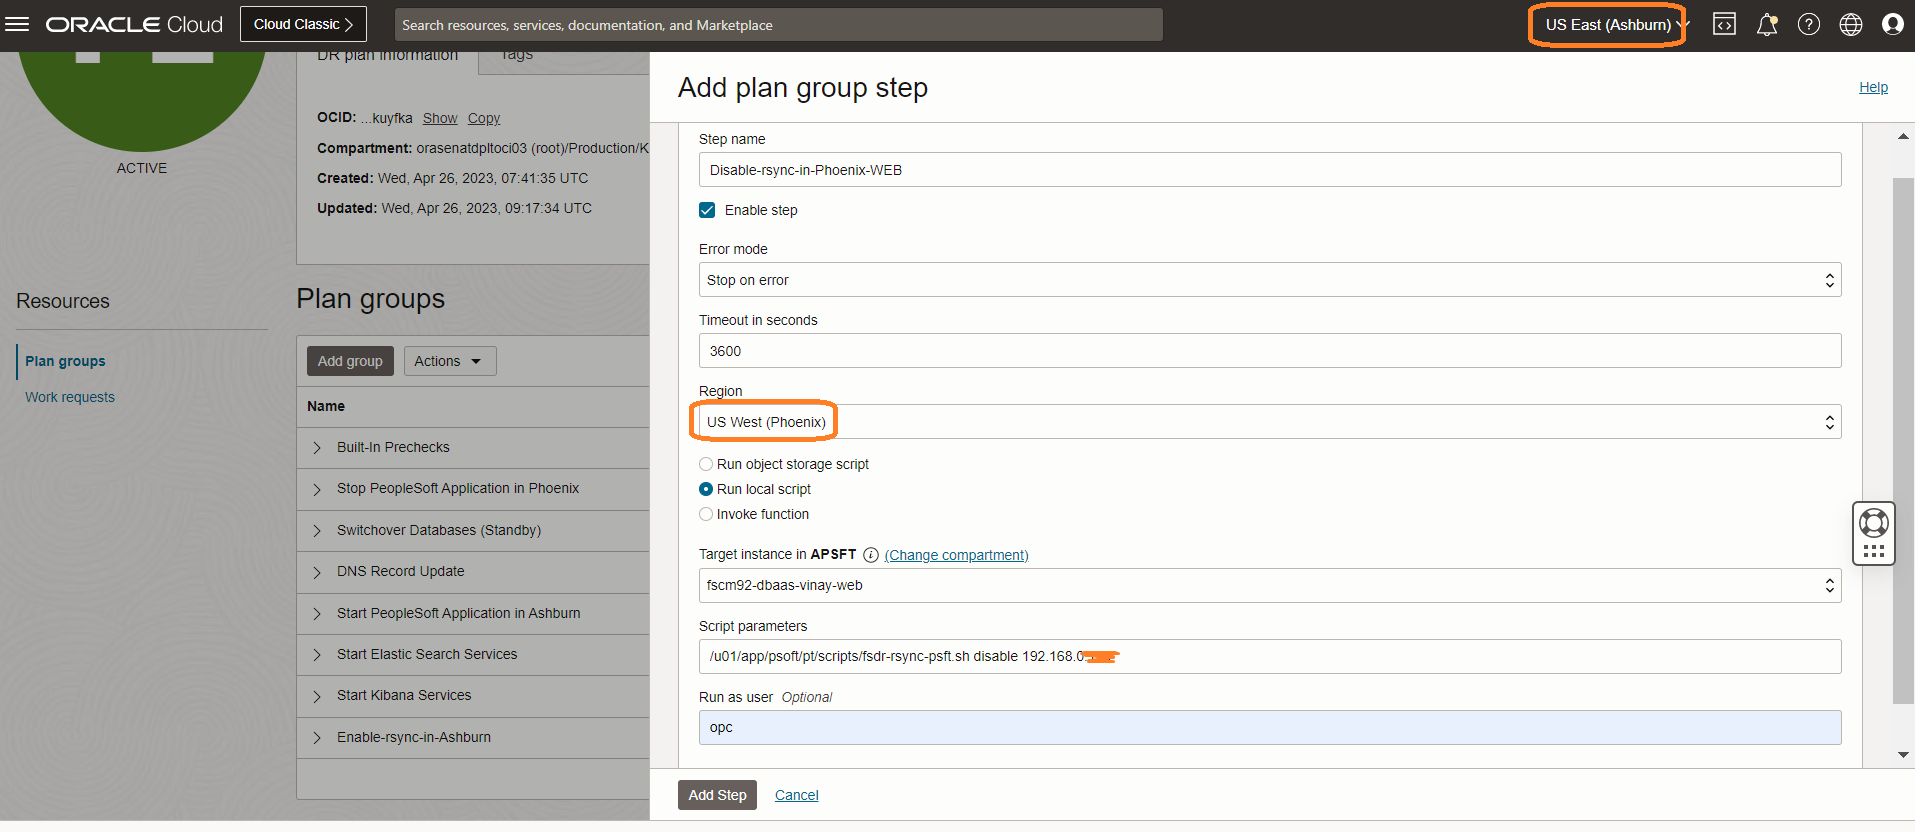 ORACLE Cloud
Cloud Classic
Search resources, services, documentation, and Marketplace
US East (Ashburn)
DR plan information
Tags
OCID: ...kuyfka Show Copy
Compartment: orasenatdpltoci03 (root)/Production/K
Created: Wed, Apr 26, 2023, 07:41:35 UTC
Updated: Wed, Apr 26, 2023, 09:17:34 UTC
ACTIVE
Resources
Plan groups
Work requests
Plan groups
Add group
Actions
Name
Built-In Prechecks
Stop PeopleSoft Application in Phoenix
Switchover Databases (Standby)
DNS Record Update
Start PeopleSoft Application in Ashburn
Start Elastic Search Services
Start Kibana Services
Enable-rsync-in-Ashburn
Add plan group step
Help
Step name
Disable-rsync-in-Phoenix-WEB
Enable step
Error mode
Stop on error
Timeout in seconds
3600
Region
US West (Phoenix)
Run object storage script
Run local script
Invoke function
Target instance in APSFT (Change compartment)
fscm92-dbaas-vinay-web
Script parameters
/u01/app/psoft/pt/scripts/fsdr-rsync-psft.sh disable 192.168.0.
Run as user Optional
opc
Add Step
Cancel